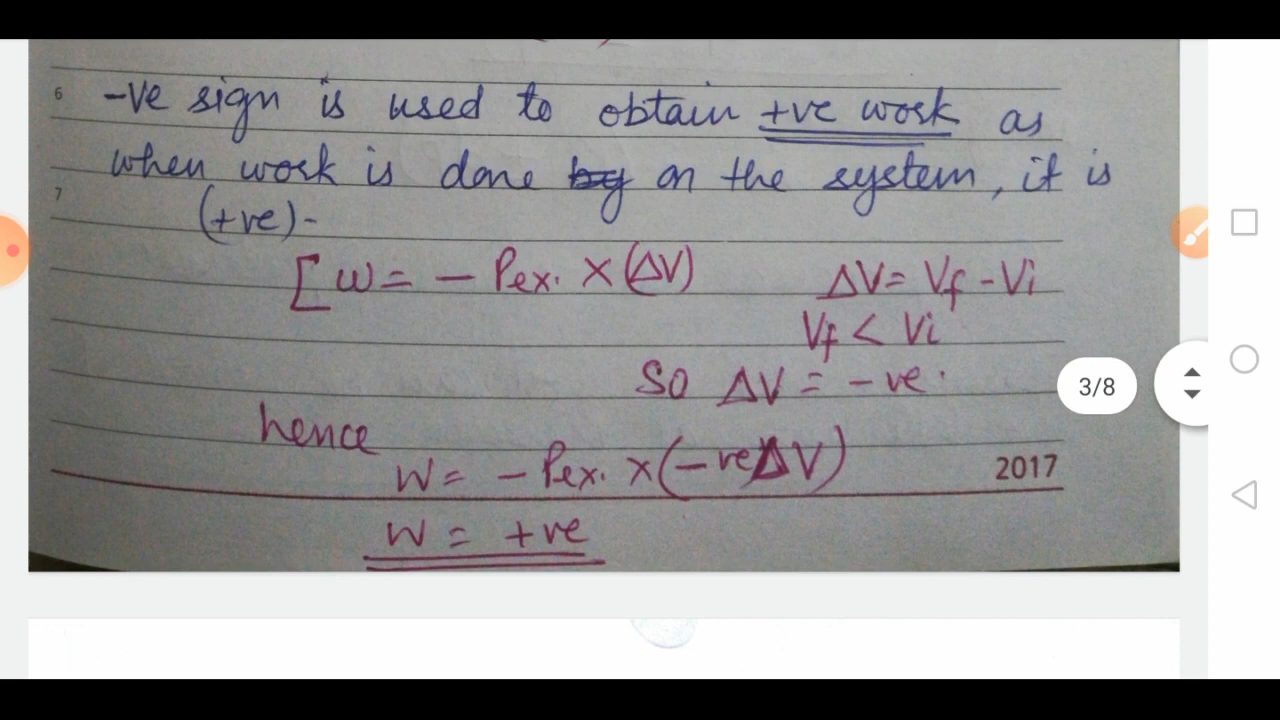 6
-ve sign is used to obtain +ve work as
when work is done by on the system, it is
7
(+ve)-
[ W = - Pex. × (ΔV)
ΔV = Vf - Vi
Vf < Vi
So ΔV = -ve.
3/8
hence
W = - Pex. × (-ve ΔV)
2017
W = +ve